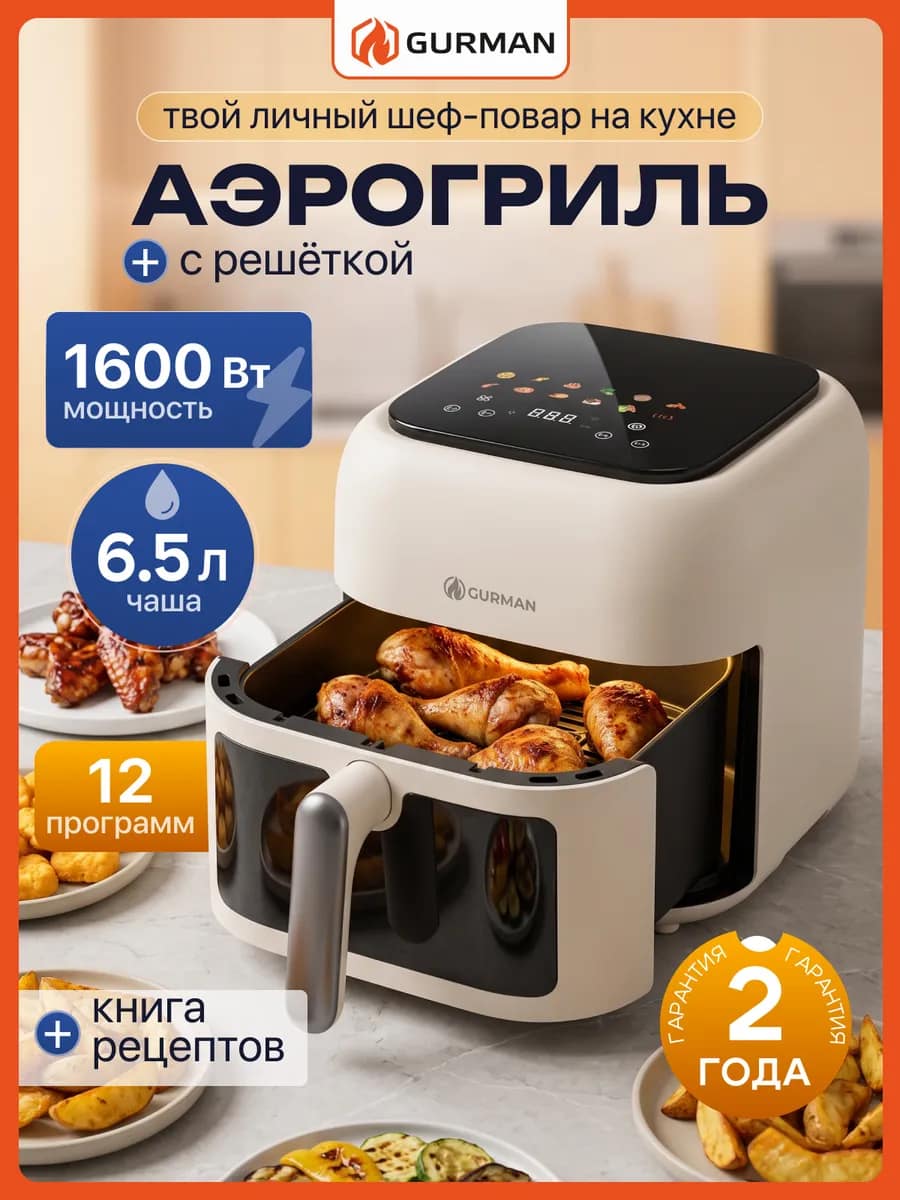 GURMAN
твой личный шеф-повар на кухне
АЭРОГРИЛЬ
+ с решёткой
1600 Вт
мощность
6.5 л
чаша
GURMAN
12
программ
+ книга
рецептов
ГАРАНТИЯ ГАРАНТИЯ
2
ГОДА